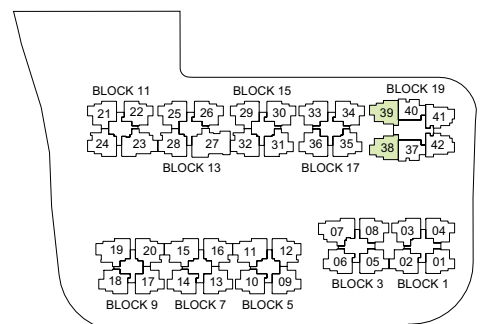 BLOCK 11 BLOCK 15 BLOCK 19
21 22 25 26 29 30 33 34 39 40 41
24 23 28 27 32 31 36 35 38 37 42
BLOCK 13 BLOCK 17
07 08 03 04
19 20 15 16 11 12
06 05 02 01
18 17 14 13 10 09
BLOCK 3 BLOCK 1
BLOCK 9 BLOCK 7 BLOCK 5